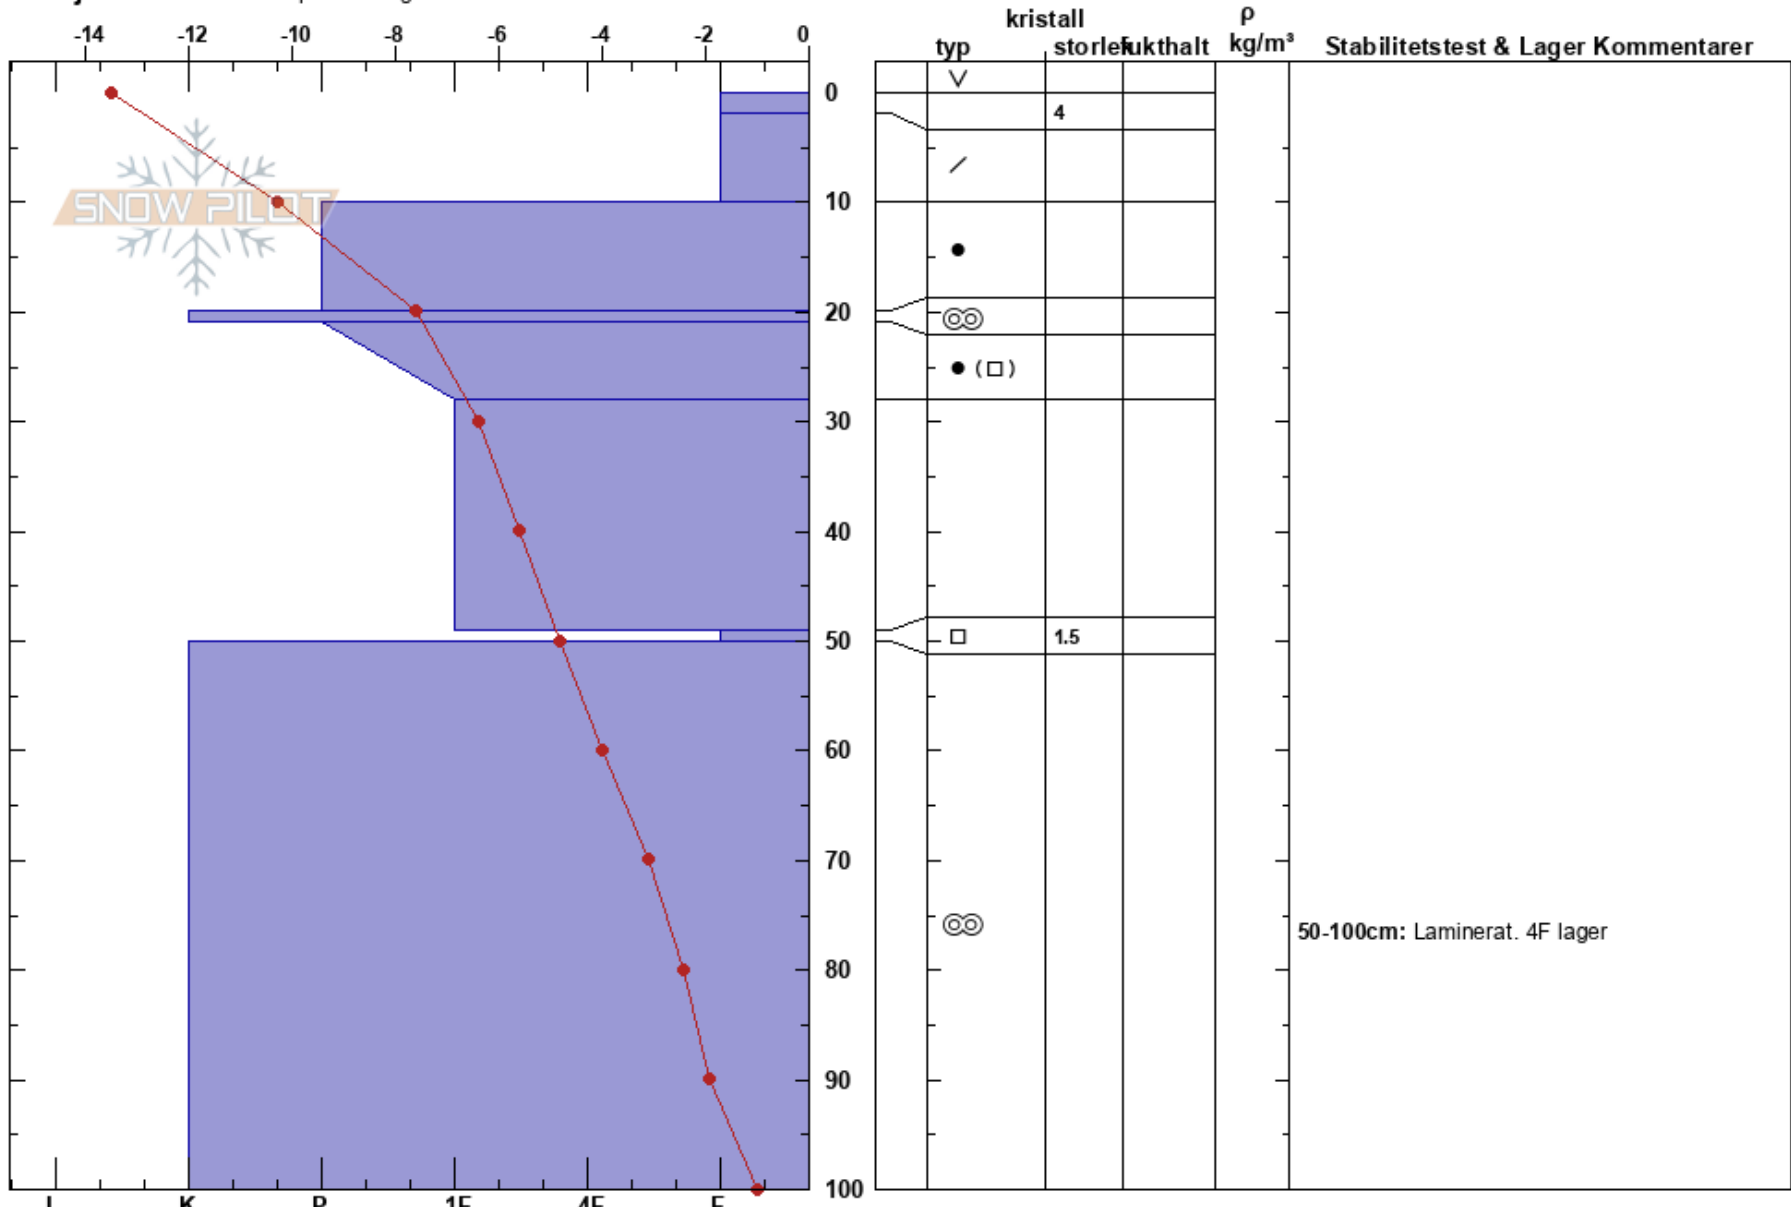 kristall ρ
-14 -12 -10 -8 -6 -4 -2 0 typ storlek fukthalt kg/m³ Stabilitetstest & Lager Kommentarer
0
4
SNOW PILOT
10
20
30
40
50 1.5
60
70
50-100cm: Laminerat. 4F lager
80
90
100
I K P 1F 4F F